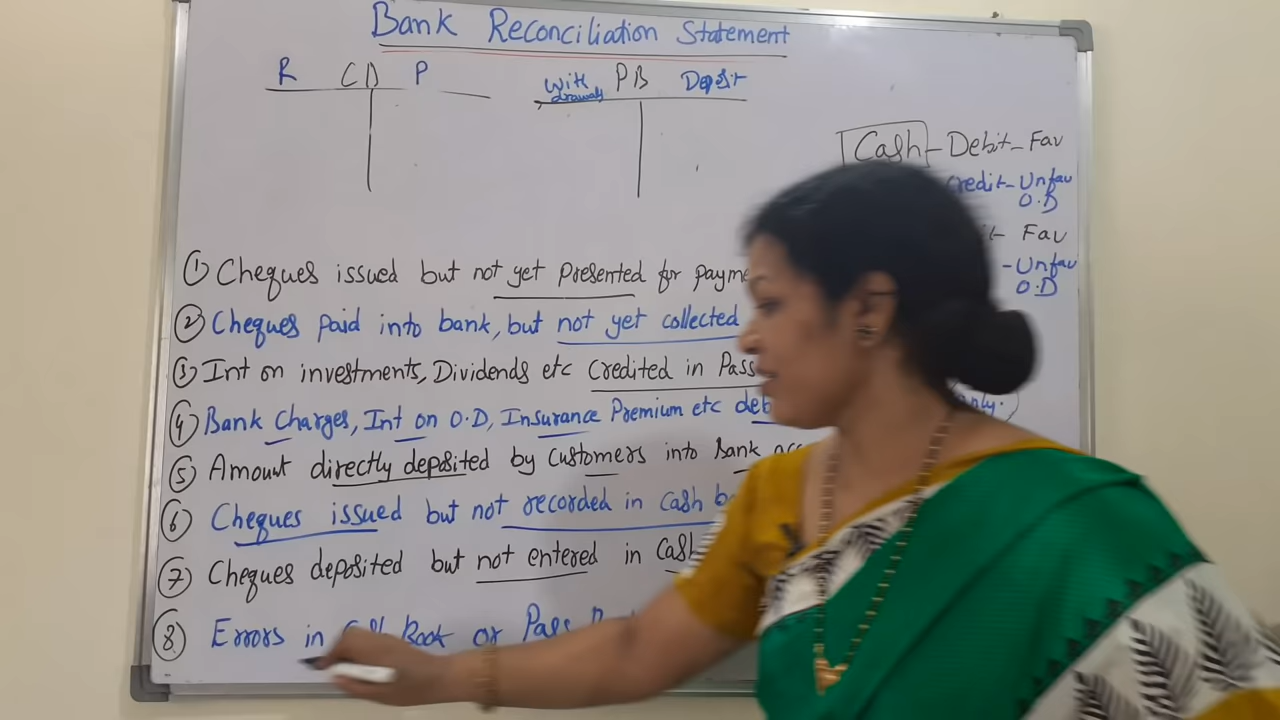 Bank Reconciliation Statement
R CB P
With drawals PB Deposit
Cash - Debit - Fav
Credit - Unfav
O.D
Fav
- Unfav
O.D
① Cheques issued but not yet presented for payme
② Cheques paid into bank, but not yet collected
③ Int on investments, Dividends etc credited in Pass
④ Bank Charges, Int on O.D, Insurance Premium etc deb only.
⑤ Amount directly deposited by customers into Bank acc
⑥ Cheques issued but not recorded in cash b
⑦ Cheques deposited but not entered in Cash
⑧ Errors in Book or Pass B